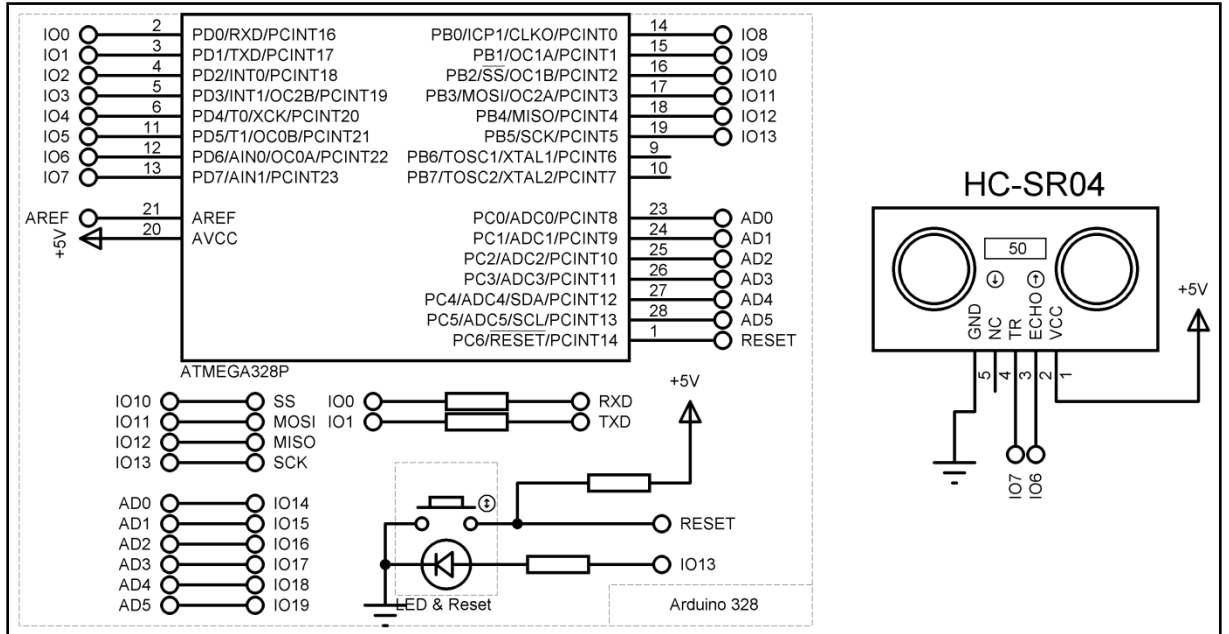 IO0 2 PD0/RXD/PCINT16 PB0/ICP1/CLKO/PCINT0 14 IO8
IO1 3 PD1/TXD/PCINT17 PB1/OC1A/PCINT1 15 IO9
IO2 4 PD2/INT0/PCINT18 PB2/SS/OC1B/PCINT2 16 IO10
IO3 5 PD3/INT1/OC2B/PCINT19 PB3/MOSI/OC2A/PCINT3 17 IO11
IO4 6 PD4/T0/XCK/PCINT20 PB4/MISO/PCINT4 18 IO12
IO5 11 PD5/T1/OC0B/PCINT21 PB5/SCK/PCINT5 19 IO13
IO6 12 PD6/AIN0/OC0A/PCINT22 PB6/TOSC1/XTAL1/PCINT6 9
IO7 13 PD7/AIN1/PCINT23 PB7/TOSC2/XTAL2/PCINT7 10
AREF 21 AREF PC0/ADC0/PCINT8 23 AD0
+5V 20 AVCC PC1/ADC1/PCINT9 24 AD1
PC2/ADC2/PCINT10 25 AD2
PC3/ADC3/PCINT11 26 AD3
PC4/ADC4/SDA/PCINT12 27 AD4
PC5/ADC5/SCL/PCINT13 28 AD5
PC6/RESET/PCINT14 1 RESET
ATMEGA328P
IO10 SS IO0 RXD
IO11 MOSI IO1 TXD
IO12 MISO
IO13 SCK
AD0 IO14
AD1 IO15
AD2 IO16
AD3 IO17
AD4 IO18
AD5 IO19
+5V
RESET
IO13
LED & Reset
Arduino 328
HC-SR04
50
+5V
GND
NC
TR
ECHO
VCC
5
4
3
2
1
IO7
IO6